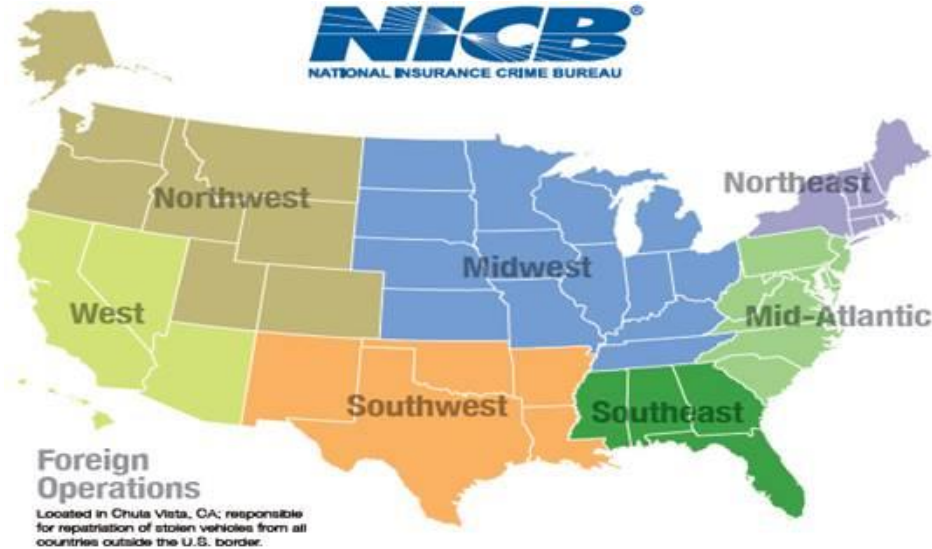 NICB®
NATIONAL INSURANCE CRIME BUREAU
Northwest
Northeast
Midwest
West
Mid-Atlantic
Southwest
Southeast
Foreign
Operations
Located in Chula Vista, CA; responsible
for repatriation of stolen vehicles from all
countries outside the U.S. border.